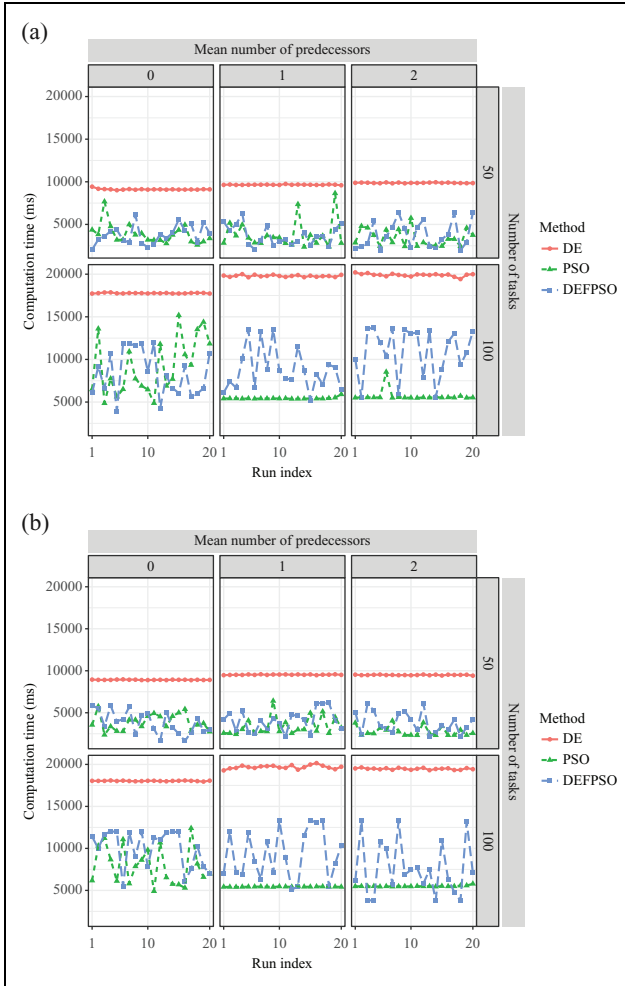 (a)
Mean number of predecessors
0 1 2
20000
15000
10000
5000
50
20000
15000
10000
5000
100
Computation time (ms)
Number of tasks
Method
DE
PSO
DEFPSO
1 10 20 1 10 20 1 10 20
Run index
(b)
Mean number of predecessors
0 1 2
20000
15000
10000
5000
50
20000
15000
10000
5000
100
Computation time (ms)
Number of tasks
Method
DE
PSO
DEFPSO
1 10 20 1 10 20 1 10 20
Run index